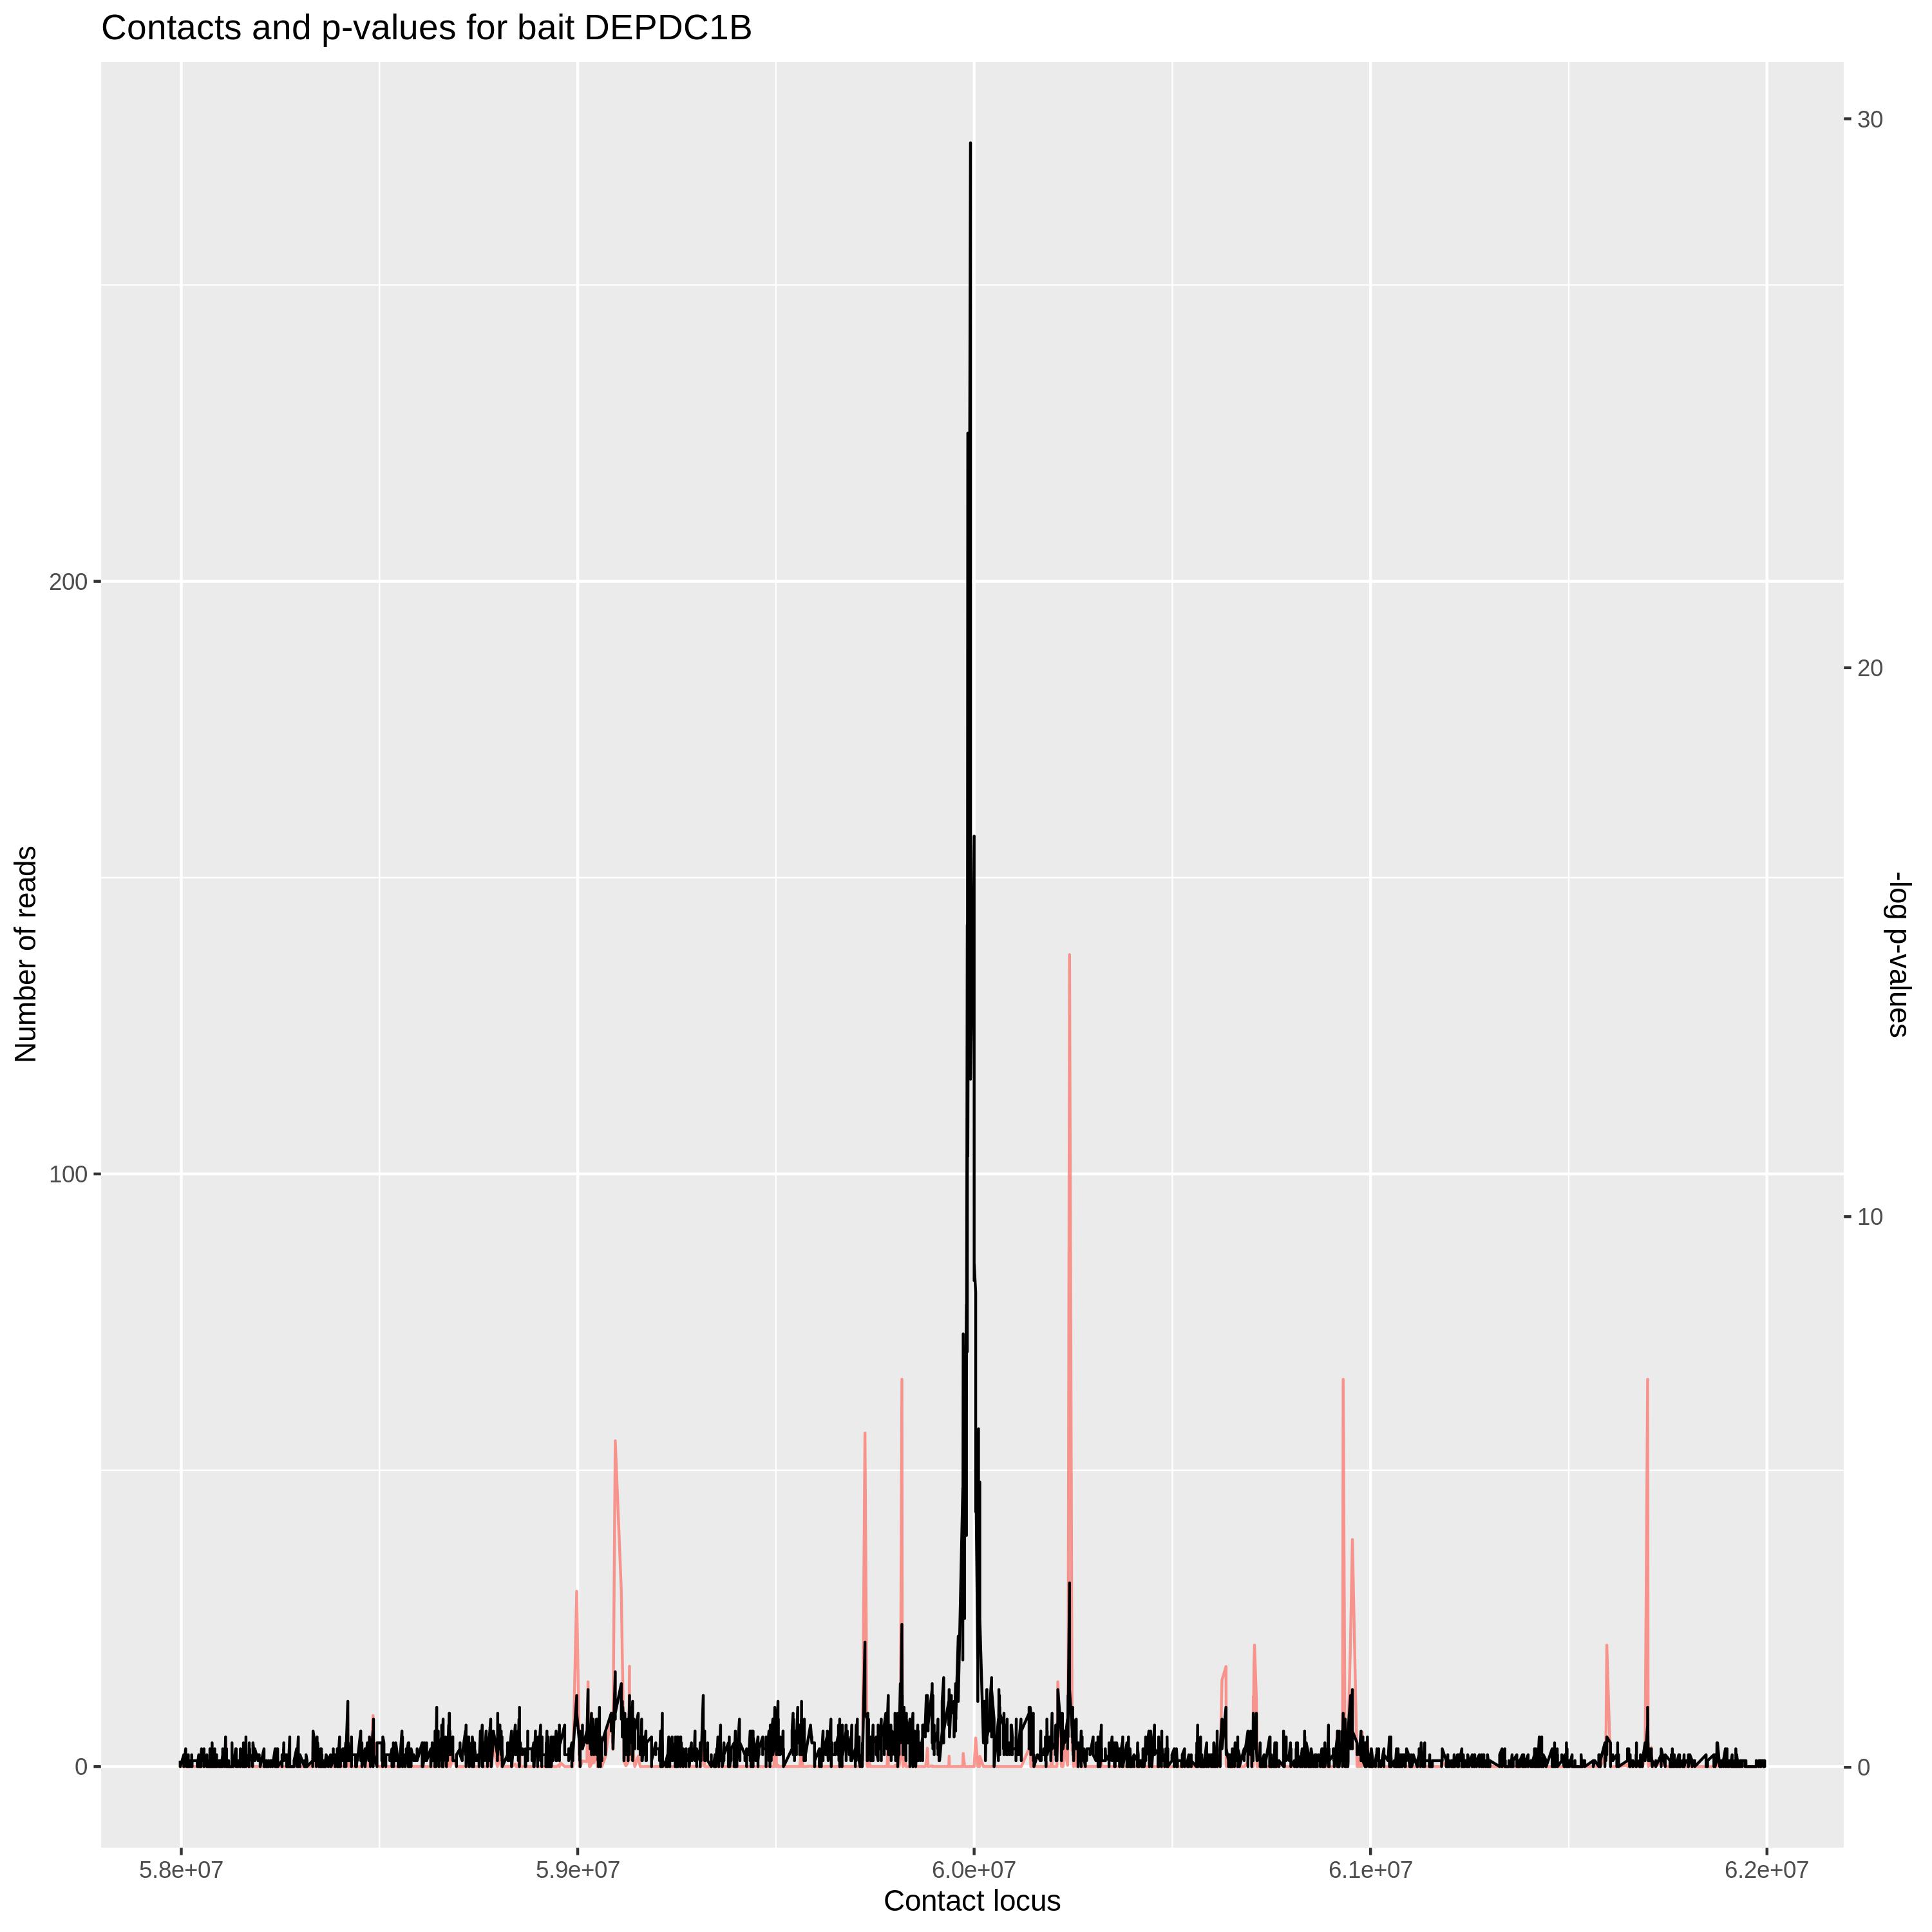 Contacts and p-values for bait DEPDC1B
Number of reads
200
100
0
30
20
10
0
-log p-values
5.8e+07
5.9e+07
6.0e+07
6.1e+07
6.2e+07
Contact locus